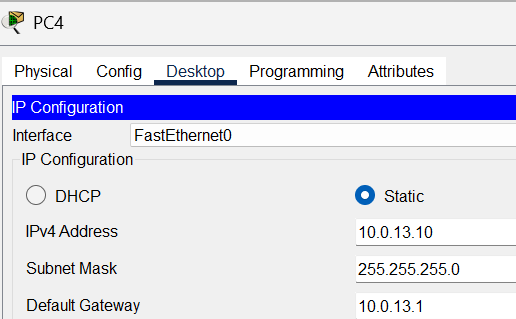 PC4
Physical Config Desktop Programming Attributes
IP Configuration
Interface FastEthernet0
IP Configuration
DHCP Static
IPv4 Address 10.0.13.10
Subnet Mask 255.255.255.0
Default Gateway 10.0.13.1